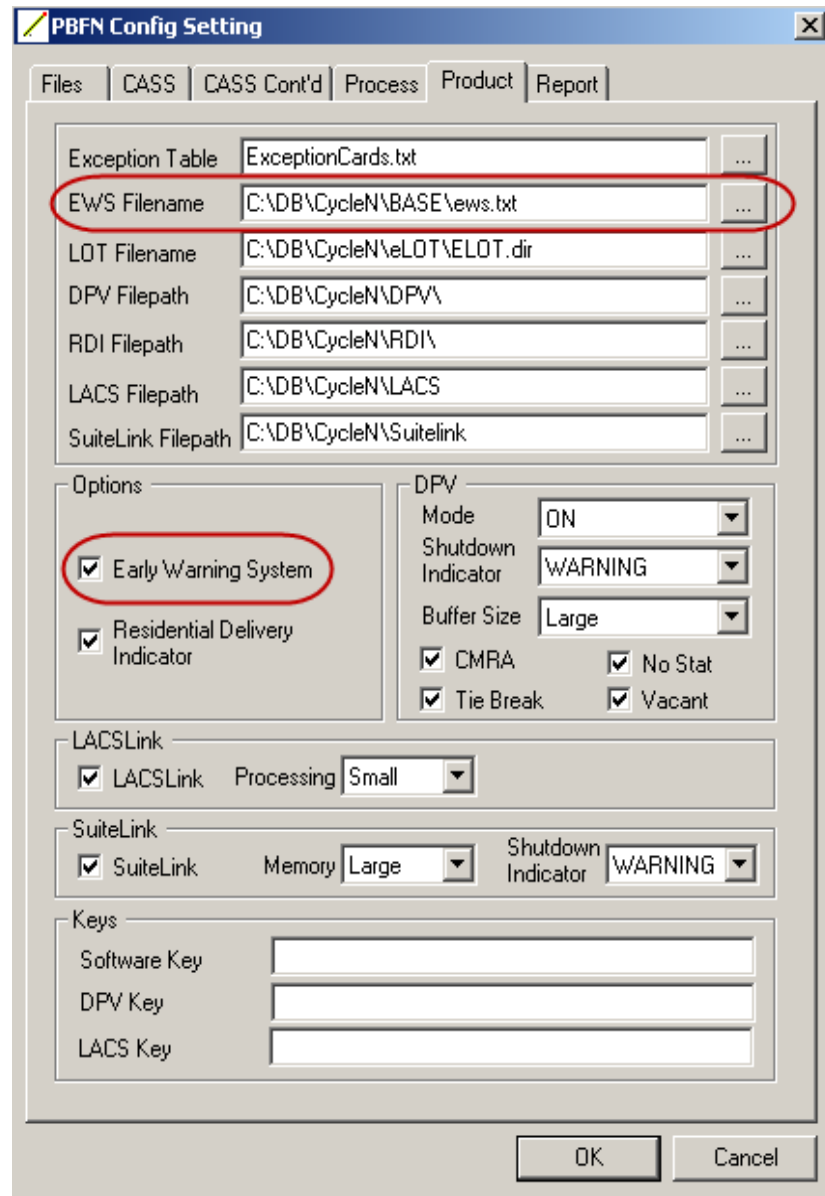 PBFN Config Setting
Files CASS CASS Cont'd Process Product Report
Exception Table ExceptionCards.txt ...
EWS Filename C:\DB\CycleN\BASE\ews.txt ...
LOT Filename C:\DB\CycleN\eLOT\ELOT.dir ...
DPV Filepath C:\DB\CycleN\DPV\ ...
RDI Filepath C:\DB\CycleN\RDI\ ...
LACS Filepath C:\DB\CycleN\LACS ...
SuiteLink Filepath C:\DB\CycleN\Suitelink ...
Options
Early Warning System
Residential Delivery
Indicator
DPV
Mode ON
Shutdown
Indicator WARNING
Buffer Size Large
CMRA No Stat
Tie Break Vacant
LACSLink
LACSLink Processing Small
SuiteLink
SuiteLink Memory Large Shutdown
Indicator WARNING
Keys
Software Key
DPV Key
LACS Key
OK Cancel